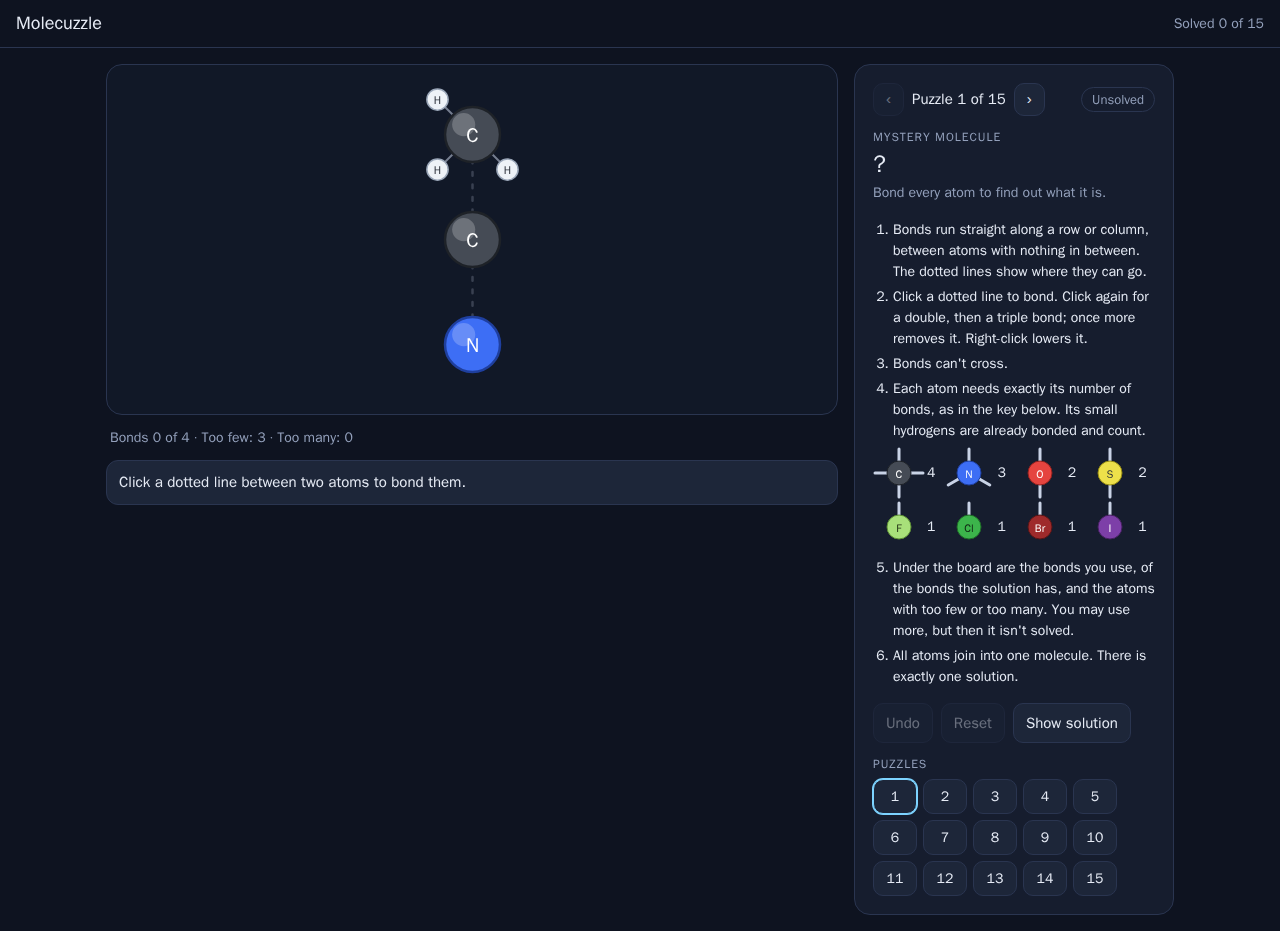 Molecuzzle
Solved 0 of 15
H
C
H
H
C
N
Bonds 0 of 4 · Too few: 3 · Too many: 0
Click a dotted line between two atoms to bond them.
‹
Puzzle 1 of 15
›
Unsolved
MYSTERY MOLECULE
?
Bond every atom to find out what it is.
1. Bonds run straight along a row or column,
between atoms with nothing in between.
The dotted lines show where they can go.
2. Click a dotted line to bond. Click again for
a double, then a triple bond; once more
removes it. Right-click lowers it.
3. Bonds can't cross.
4. Each atom needs exactly its number of
bonds, as in the key below. Its small
hydrogens are already bonded and count.
C 4 N 3 O 2 S 2
F 1 Cl 1 Br 1 I 1
5. Under the board are the bonds you use, of
the bonds the solution has, and the atoms
with too few or too many. You may use
more, but then it isn't solved.
6. All atoms join into one molecule. There is
exactly one solution.
Undo Reset Show solution
PUZZLES
1 2 3 4 5
6 7 8 9 10
11 12 13 14 15